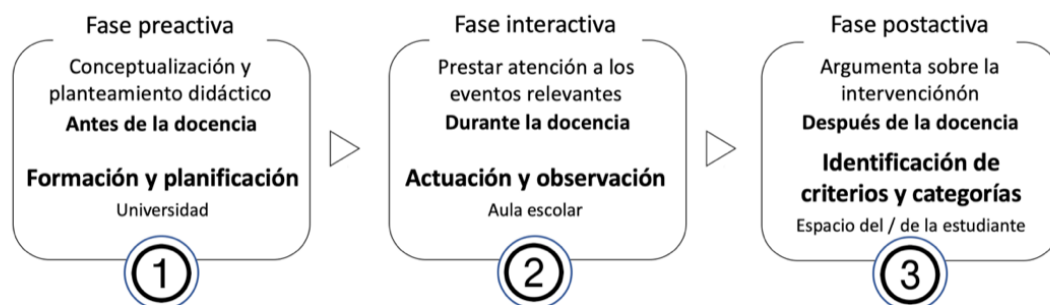 Fase preactiva
Conceptualización y
planteamiento didáctico
Antes de la docencia
Formación y planificación
Universidad
1
Fase interactiva
Prestar atención a los
eventos relevantes
Durante la docencia
Actuación y observación
Aula escolar
2
Fase postactiva
Argumenta sobre la
intervenciónón
Después de la docencia
Identificación de
criterios y categorías
Espacio del / de la estudiante
3